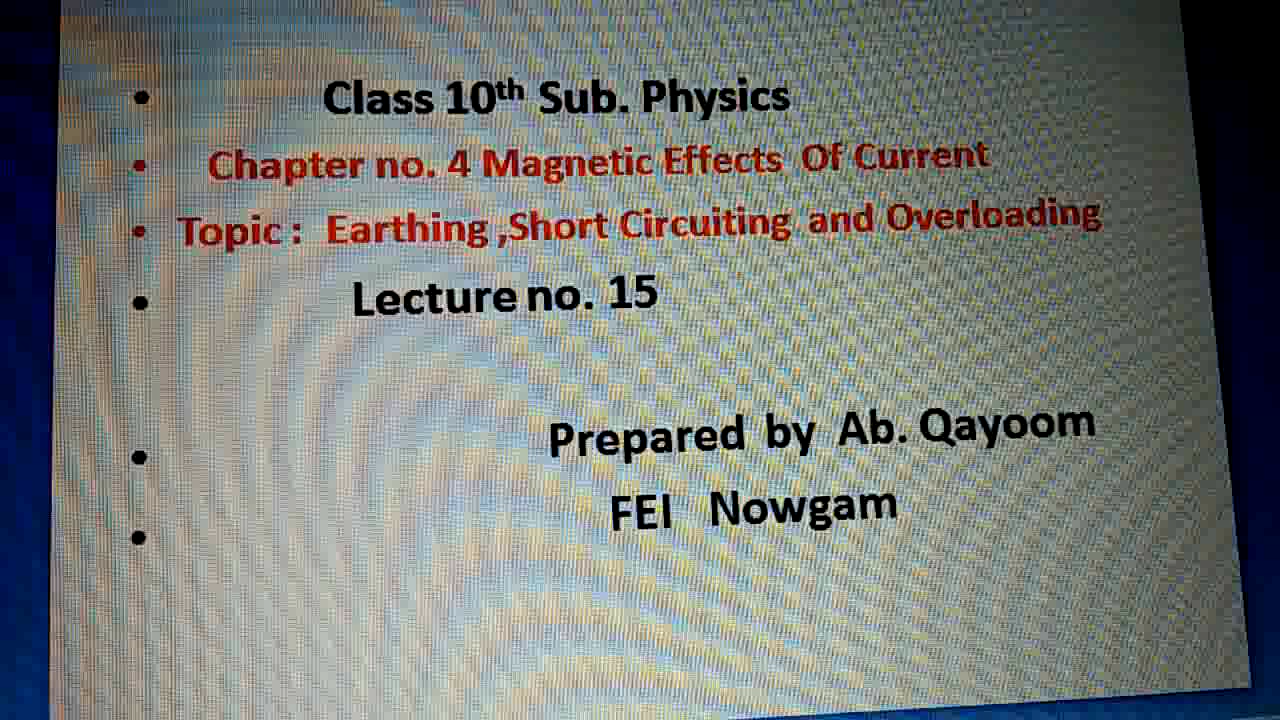 • Class 10th Sub. Physics
• Chapter no. 4 Magnetic Effects Of Current
• Topic : Earthing ,Short Circuiting and Overloading
• Lecture no. 15
• Prepared by Ab. Qayoom
• FEI Nowgam